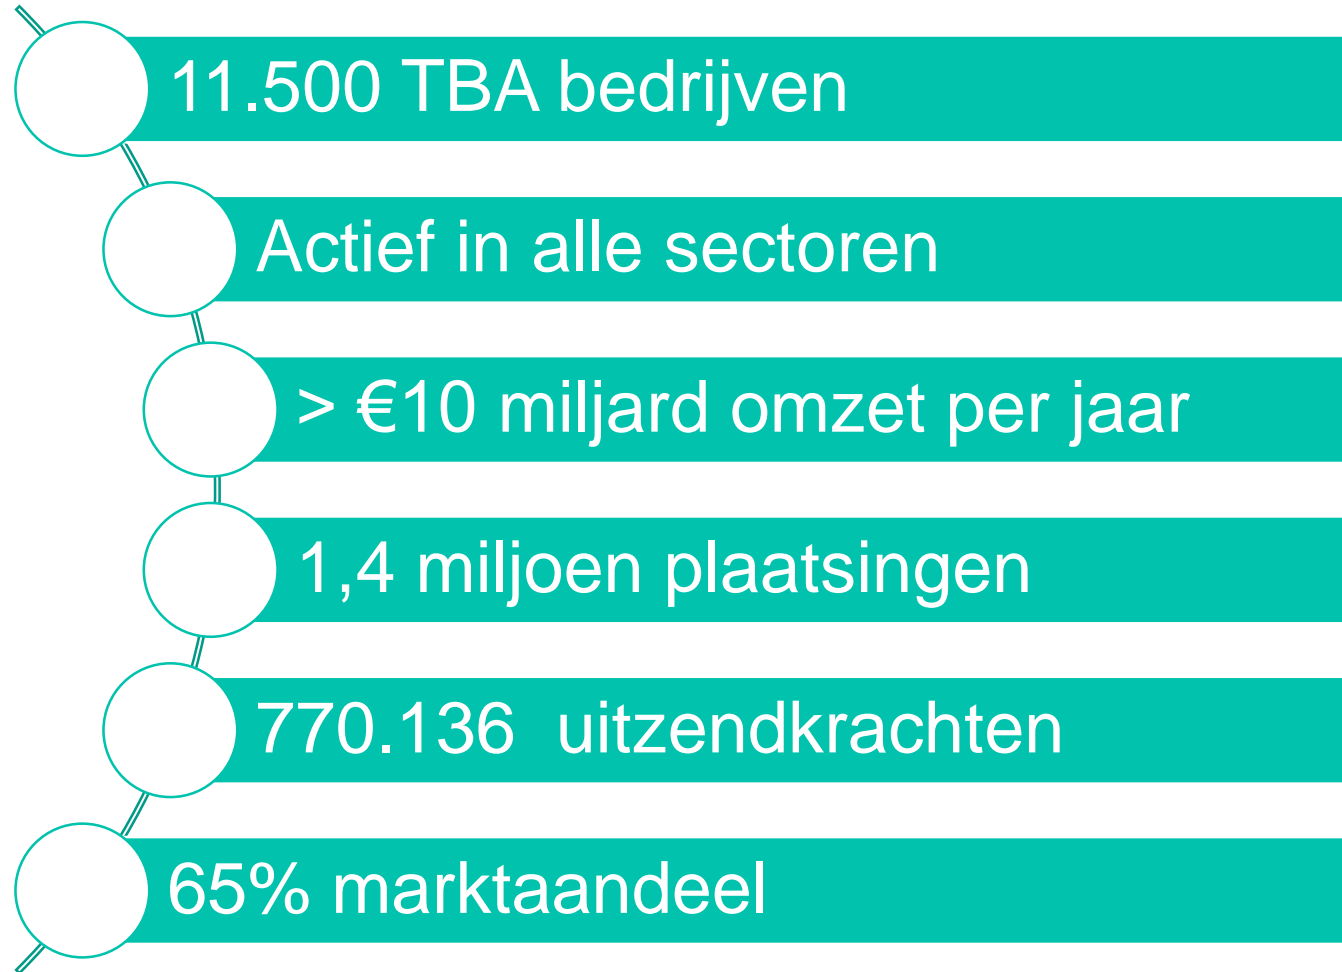 11.500 TBA bedrijven
Actief in alle sectoren
> €10 miljard omzet per jaar
1,4 miljoen plaatsingen
770.136  uitzendkrachten
65% marktaandeel